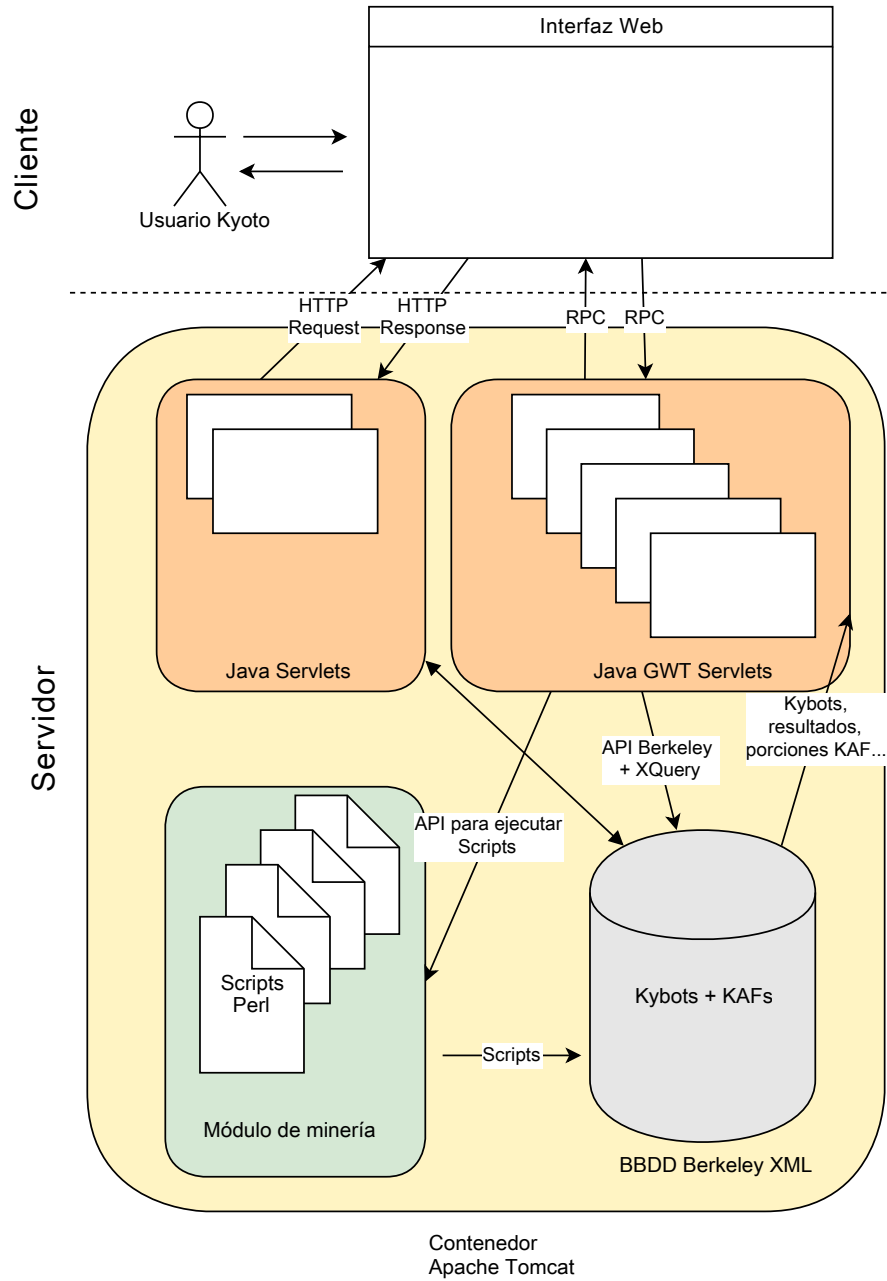 Interfaz Web
Cliente
Usuario Kyoto
HTTP
Request
HTTP
Response
RPC
RPC
Servidor
Java Servlets
Java GWT Servlets
Kybots,
resultados,
porciones KAF...
API Berkeley
+ XQuery
API para ejecutar
Scripts
Scripts
Perl
Kybots + KAFs
Scripts
Módulo de minería
BBDD Berkeley XML
Contenedor
Apache Tomcat